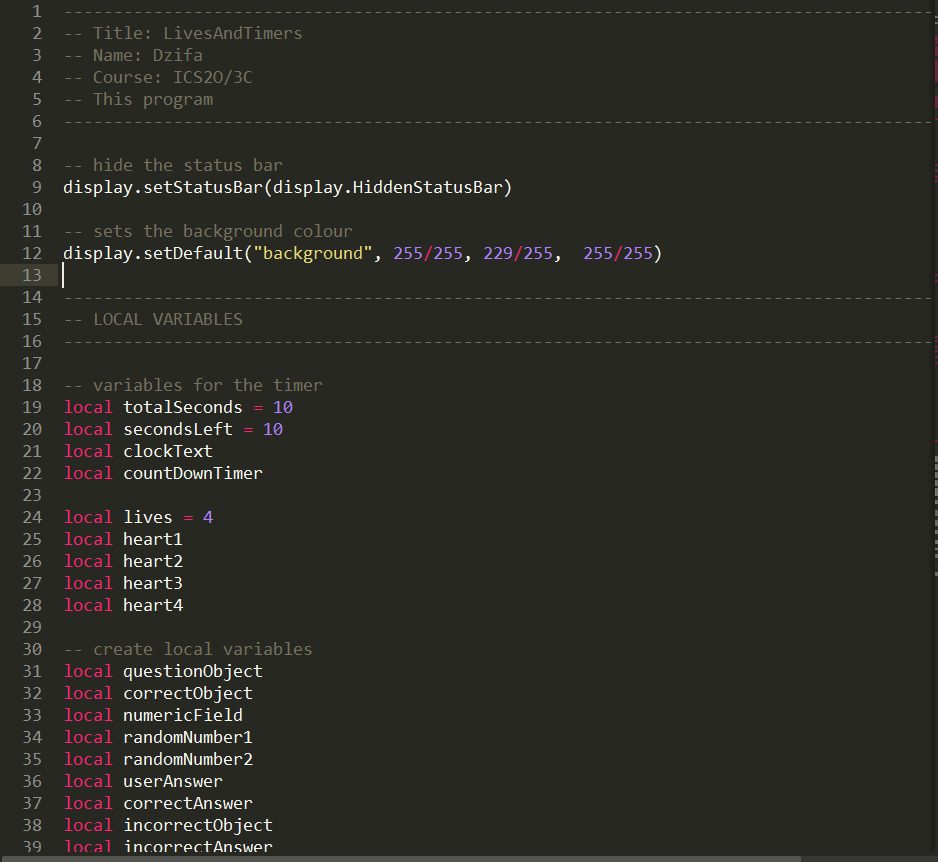 1 --------------------------------------------------------------------------------------
2 -- Title: LivesAndTimers
3 -- Name: Dzifa
4 -- Course: ICS2O/3C
5 -- This program
6 --------------------------------------------------------------------------------------
7
8 -- hide the status bar
9 display.setStatusBar(display.HiddenStatusBar)
10
11 -- sets the background colour
12 display.setDefault("background", 255/255, 229/255,  255/255)
13
14 --------------------------------------------------------------------------------------
15 -- LOCAL VARIABLES
16 --------------------------------------------------------------------------------------
17
18 -- variables for the timer
19 local totalSeconds = 10
20 local secondsLeft = 10
21 local clockText
22 local countDownTimer
23
24 local lives = 4
25 local heart1
26 local heart2
27 local heart3
28 local heart4
29
30 -- create local variables
31 local questionObject
32 local correctObject
33 local numericField
34 local randomNumber1
35 local randomNumber2
36 local userAnswer
37 local correctAnswer
38 local incorrectObject
39 local incorrectAnswer